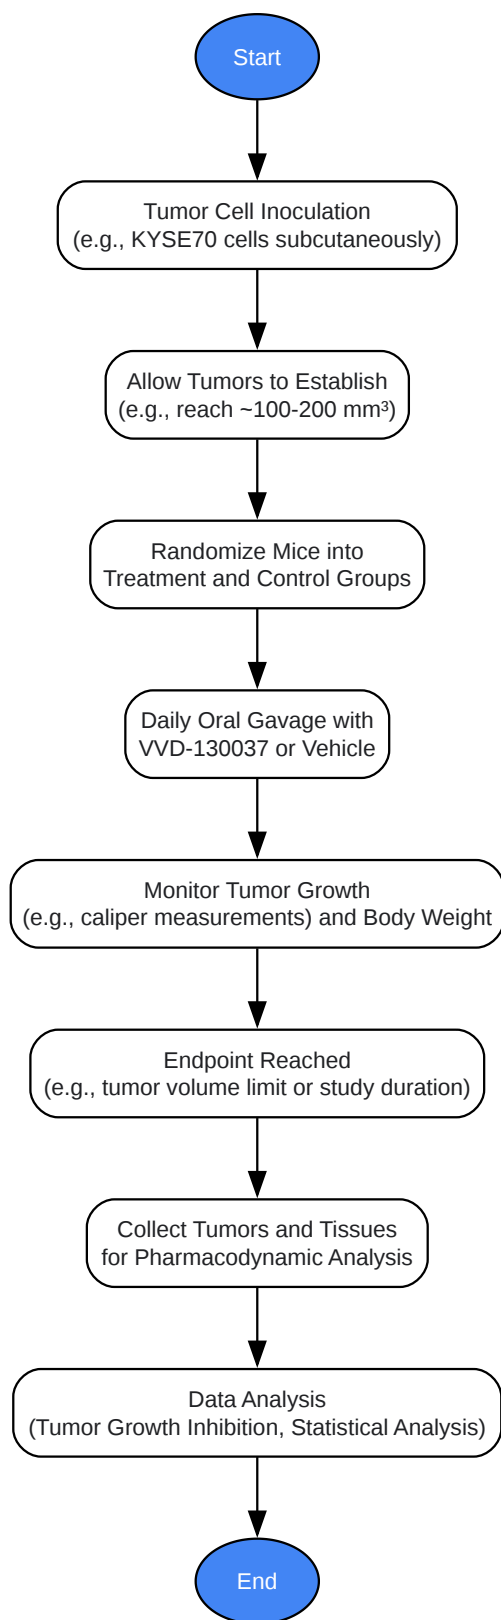 Start
Tumor Cell Inoculation
(e.g., KYSE70 cells subcutaneously)
Allow Tumors to Establish
(e.g., reach ~100-200 mm³)
Randomize Mice into
Treatment and Control Groups
Daily Oral Gavage with
VVD-130037 or Vehicle
Monitor Tumor Growth
(e.g., caliper measurements) and Body Weight
Endpoint Reached
(e.g., tumor volume limit or study duration)
Collect Tumors and Tissues
for Pharmacodynamic Analysis
Data Analysis
(Tumor Growth Inhibition, Statistical Analysis)
End